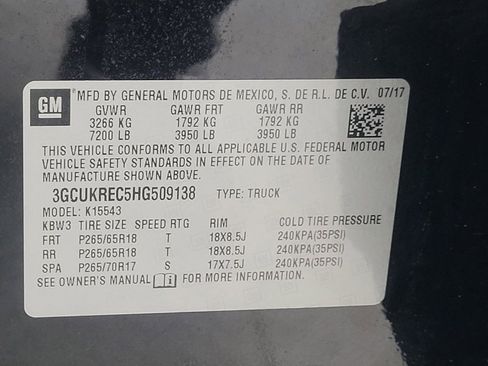 GM
MFD BY GENERAL MOTORS DE MEXICO, S. DE R.L. DE C.V. 07/17
GVWR GAWR FRT GAWR RR
3266 KG 1792 KG 1792 KG
7200 LB 3950 LB 3950 LB
THIS VEHICLE CONFORMS TO ALL APPLICABLE U.S. FEDERAL MOTOR
VEHICLE SAFETY STANDARDS IN EFFECT ON THE DATE OF
MANUFACTURE SHOWN ABOVE.
3GCUKREC5HG509138 TYPE: TRUCK
MODEL: K15543
KBW3 TIRE SIZE SPEED RTG RIM COLD TIRE PRESSURE
FRT P265/65R18 T 18X8.5J 240KPA(35PSI)
RR P265/65R18 T 18X8.5J 240KPA(35PSI)
SPA P265/70R17 S 17X7.5J 240KPA(35PSI)
SEE OWNER'S MANUAL FOR MORE INFORMATION.